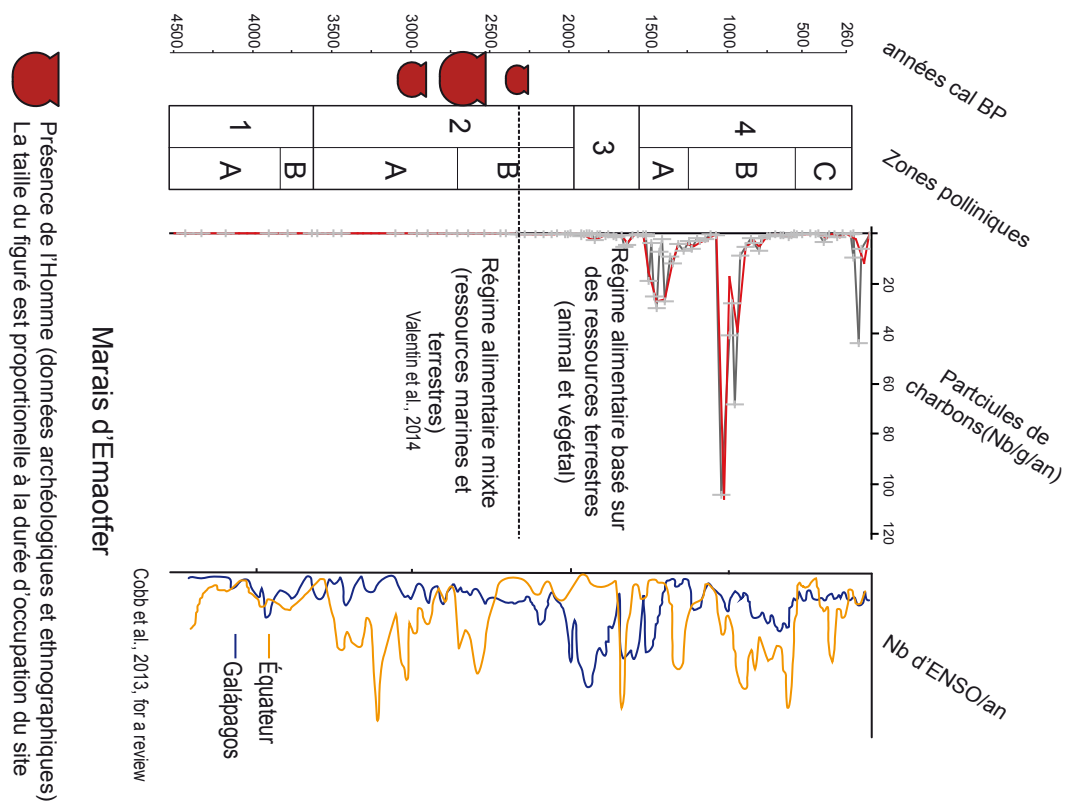 années cal BP
4500
4000
3500
3000
2500
2000
1500
1000
500
260
Zones polliniques
1
2
3
4
A
B
A
B
A
B
C
Partciules de
charbons(Nb/g/an)
20
40
60
80
100
120
Régime alimentaire mixte
(ressources marines et
terrestres)
Valentin et al., 2014
Régime alimentaire basé sur
des ressources terrestres
(animal et végétal)
Nb d'ENSO/an
Équateur
Galápagos
Cobb et al., 2013, for a review
Marais d'Emaotfer
Présence de l'Homme (données archéologiques et ethnographiques)
La taille du figuré est proportionelle à la durée d'occupation du site